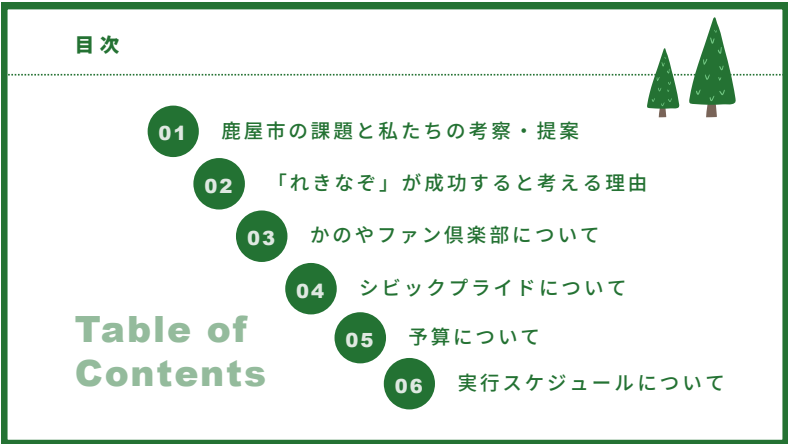 目次
01 鹿屋市の課題と私たちの考察・提案
02 「れきなぞ」が成功すると考える理由
03 かのやファン倶楽部について
04 シビックプライドについて
05 予算について
06 実行スケジュールについて
Table of
Contents